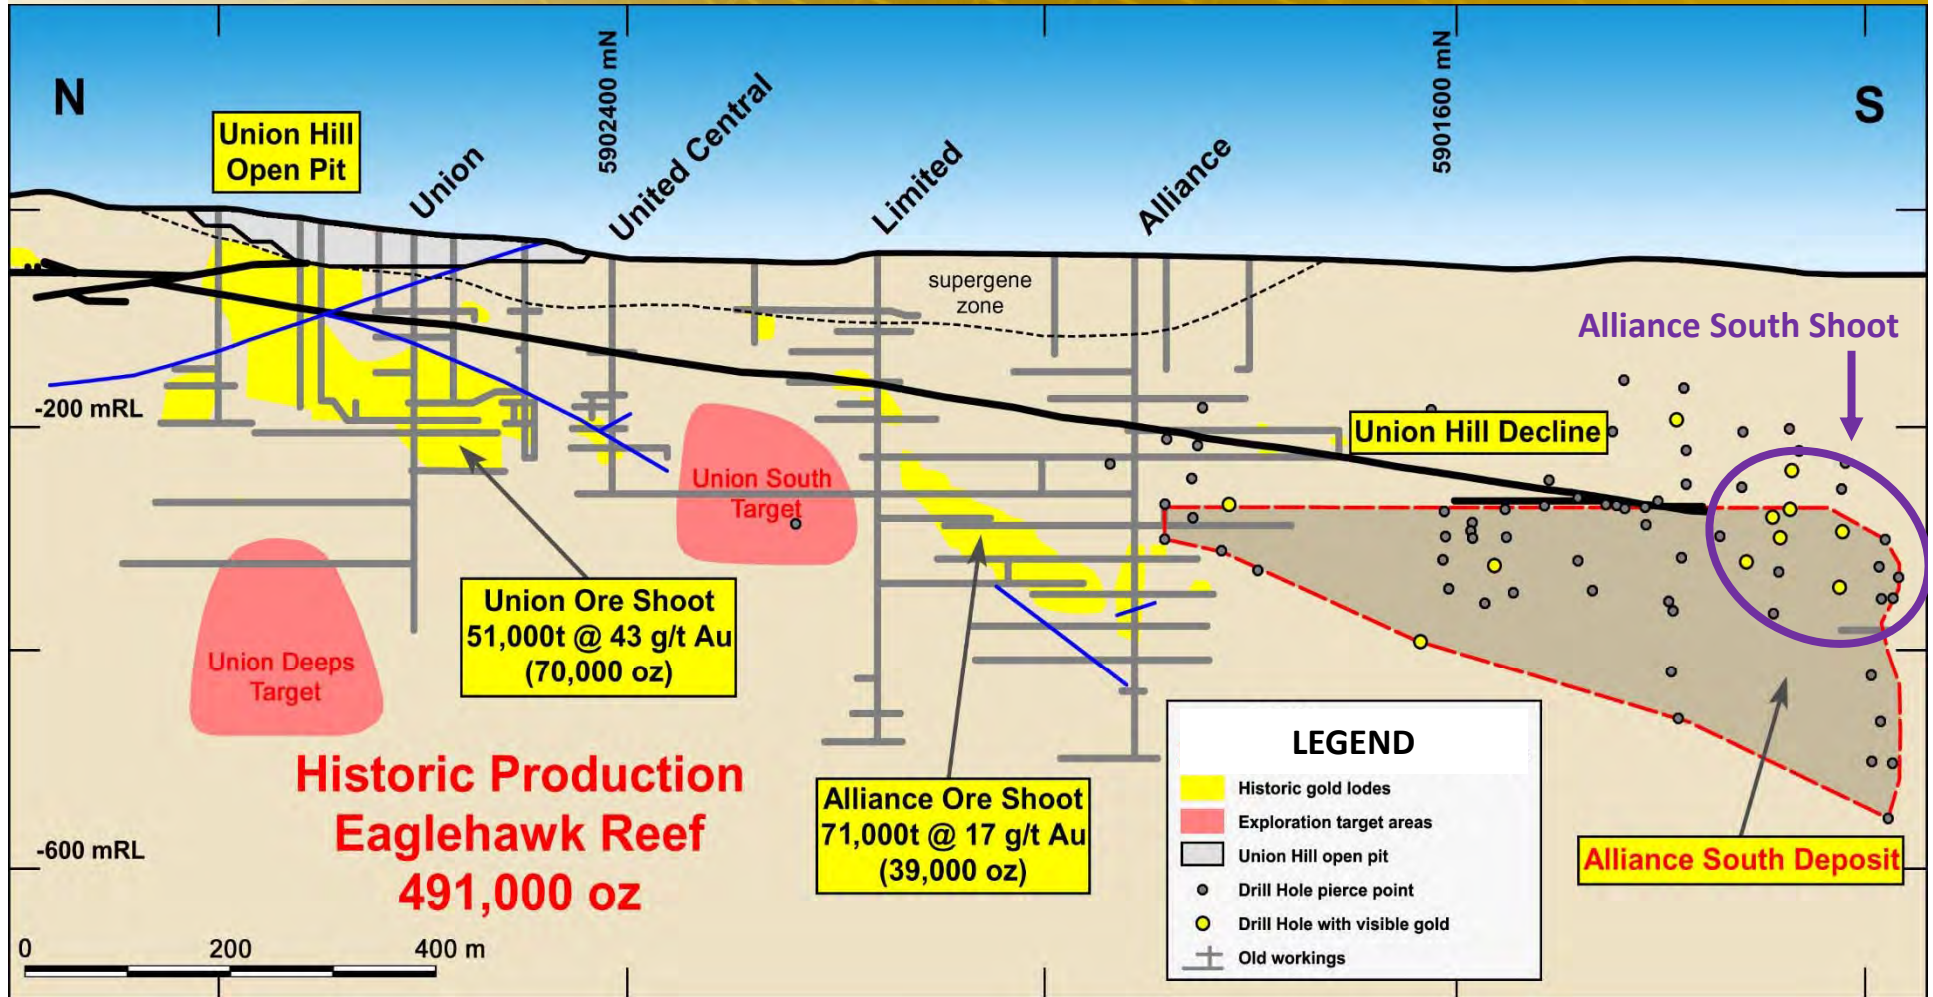 N
S
Union Hill
Open Pit
Union
5902400 mN
United Central
Limited
Alliance
5901600 mN
supergene
zone
Alliance South Shoot
-200 mRL
Union Hill Decline
Union South
Target
Union Ore Shoot
51,000t @ 43 g/t Au
(70,000 oz)
Union Deeps
Target
Historic Production
Eaglehawk Reef
491,000 oz
Alliance Ore Shoot
71,000t @ 17 g/t Au
(39,000 oz)
Alliance South Deposit
-600 mRL
0 200 400 m
LEGEND
Historic gold lodes
Exploration target areas
Union Hill open pit
Drill Hole pierce point
Drill Hole with visible gold
Old workings